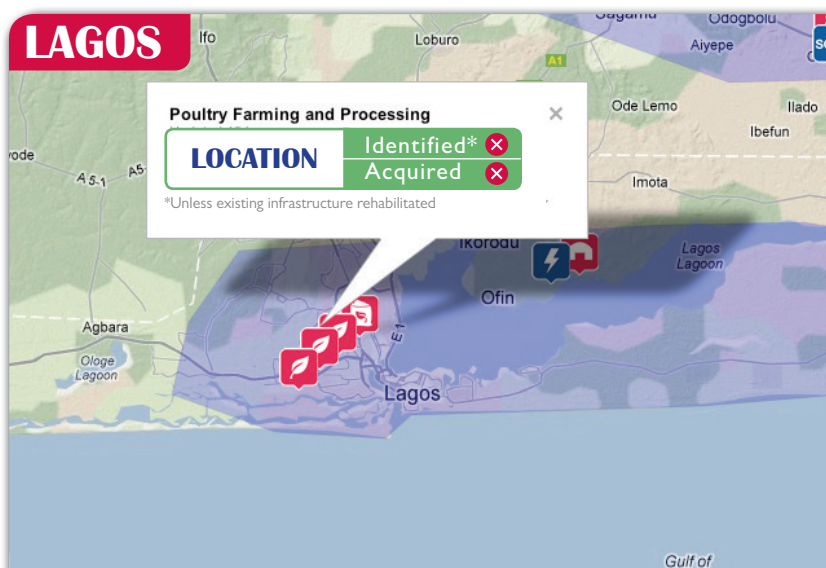 LAGOS
Ifo
Loburo
Sagamu
Odogbolu
Aiyepe
A1
Poultry Farming and Processing
LOCATION
Identified*
Acquired
*Unless existing infrastructure rehabilitated
Ode Lemo
Ilado
Ibefun
Imota
A5-1
Ikorodu
Lagos
Lagoon
Ofin
Agbara
Ologe
Lagoon
E1
Lagos
Gulf of